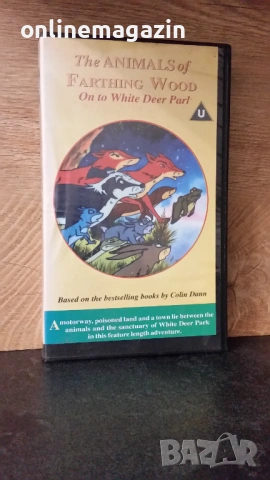 onlinemagazin
The ANIMALS of
FARTHING WOOD
On to White Deer Parl
U
Based on the bestselling books by Colin Dann
A motorway, poisoned land and a town lie between the
animals and the sanctuary of White Deer Park
in this feature length adventure.
BAZAR
bg